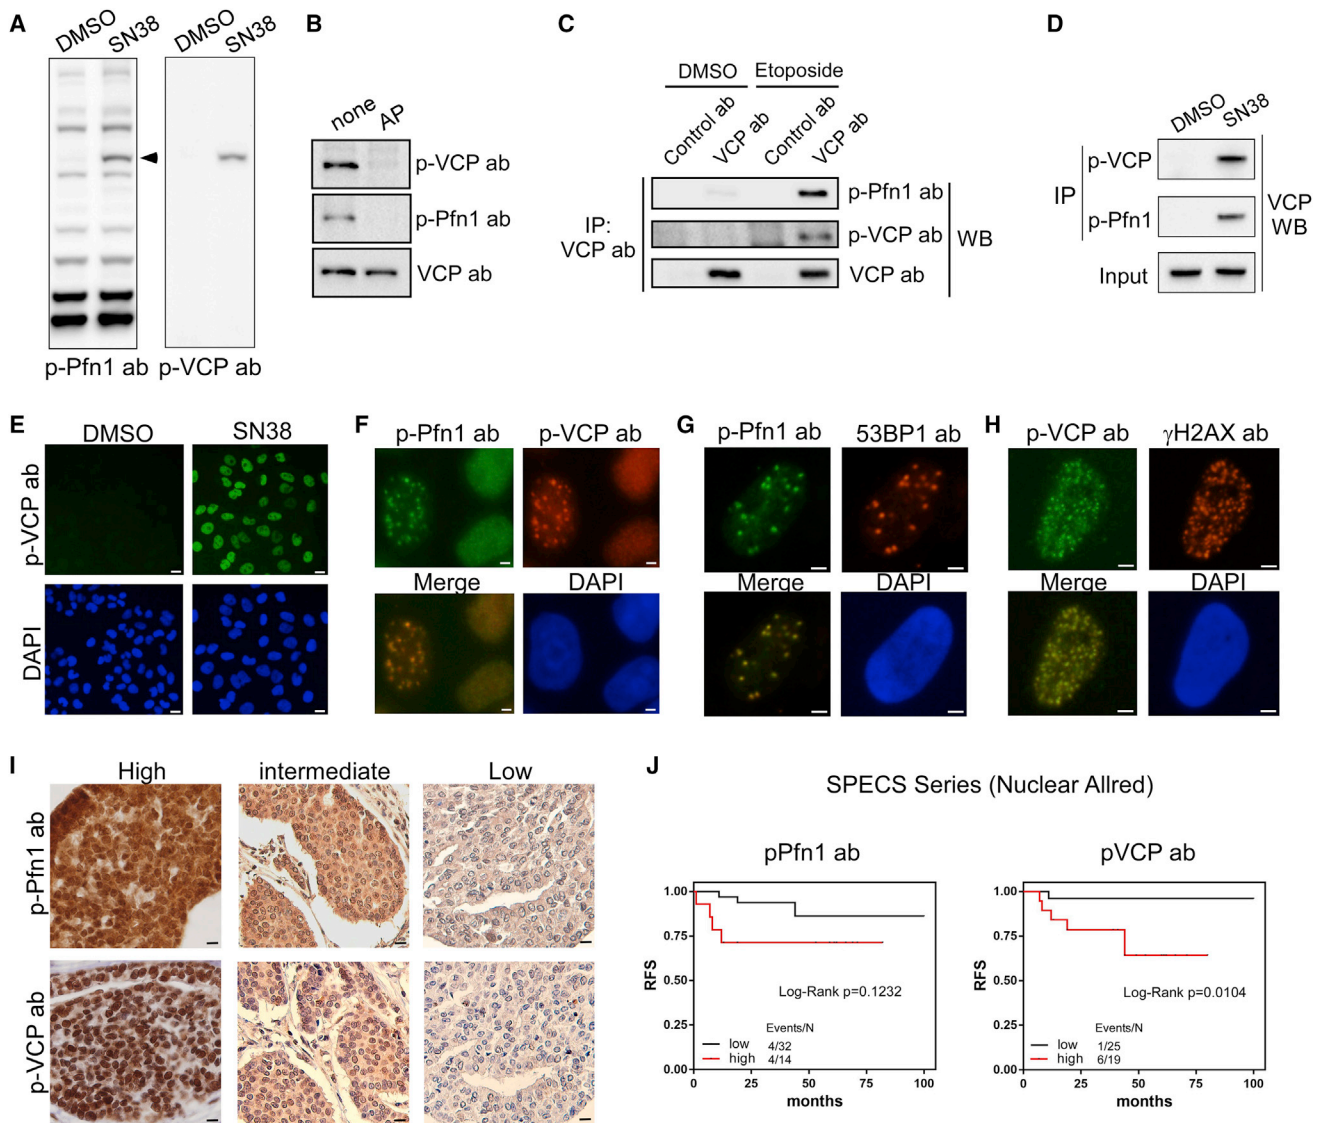 A
DMSO
SN38
DMSO
SN38
p-Pfn1 ab
p-VCP ab
B
none
AP
p-VCP ab
p-Pfn1 ab
VCP ab
C
DMSO
Etoposide
Control ab
VCP ab
Control ab
VCP ab
IP:
VCP ab
p-Pfn1 ab
p-VCP ab
VCP ab
WB
D
DMSO
SN38
IP
p-VCP
p-Pfn1
Input
VCP
WB
E
DMSO
SN38
p-VCP ab
DAPI
F
p-Pfn1 ab
p-VCP ab
Merge
DAPI
G
p-Pfn1 ab
53BP1 ab
Merge
DAPI
H
p-VCP ab
γH2AX ab
Merge
DAPI
I
High
intermediate
Low
p-Pfn1 ab
p-VCP ab
J
SPECS Series (Nuclear Allred)
pPfn1 ab
1.00
0.75
0.50
0.25
0.00
RFS
Log-Rank p=0.1232
Events/N
low 4/32
high 4/14
0 25 50 75 100
months
pVCP ab
1.00
0.75
0.50
0.25
0.00
RFS
Log-Rank p=0.0104
Events/N
low 1/25
high 6/19
0 25 50 75 100
months